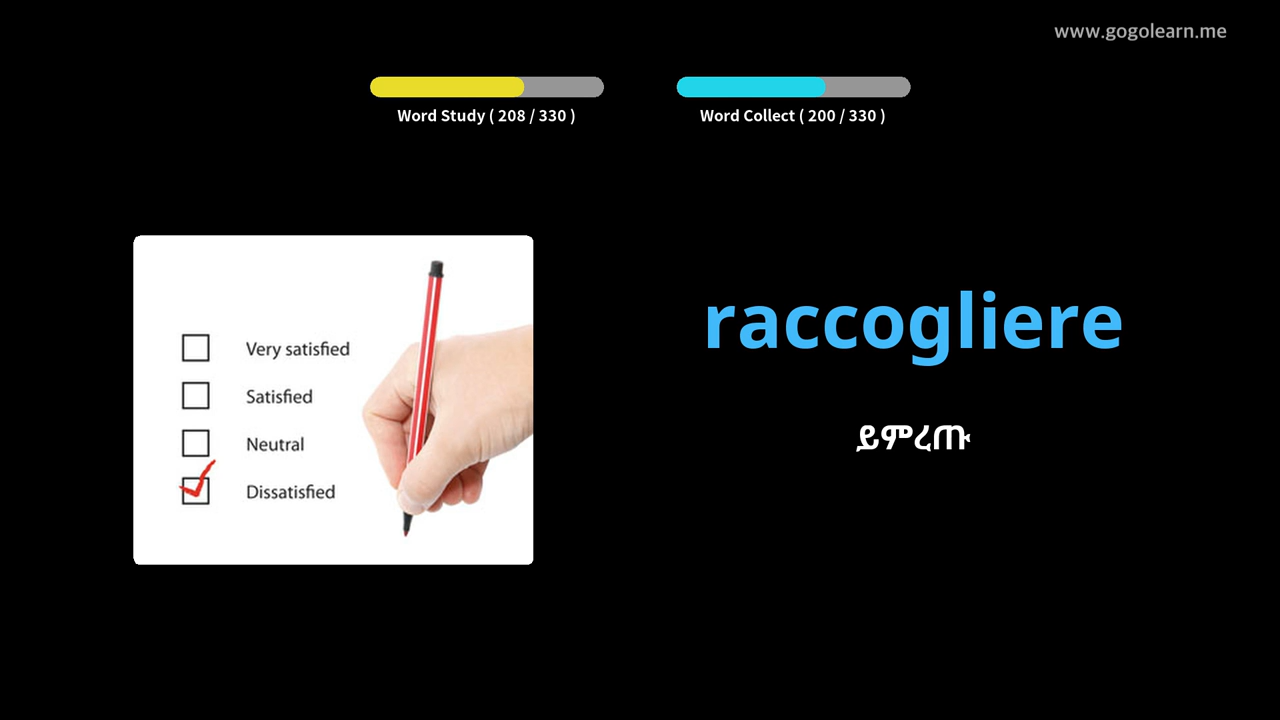 www.gogolearn.me
Word Study ( 208 / 330 )
Word Collect ( 200 / 330 )
Very satisfied
Satisfied
Neutral
Dissatisfied
raccogliere
ይምረጡ